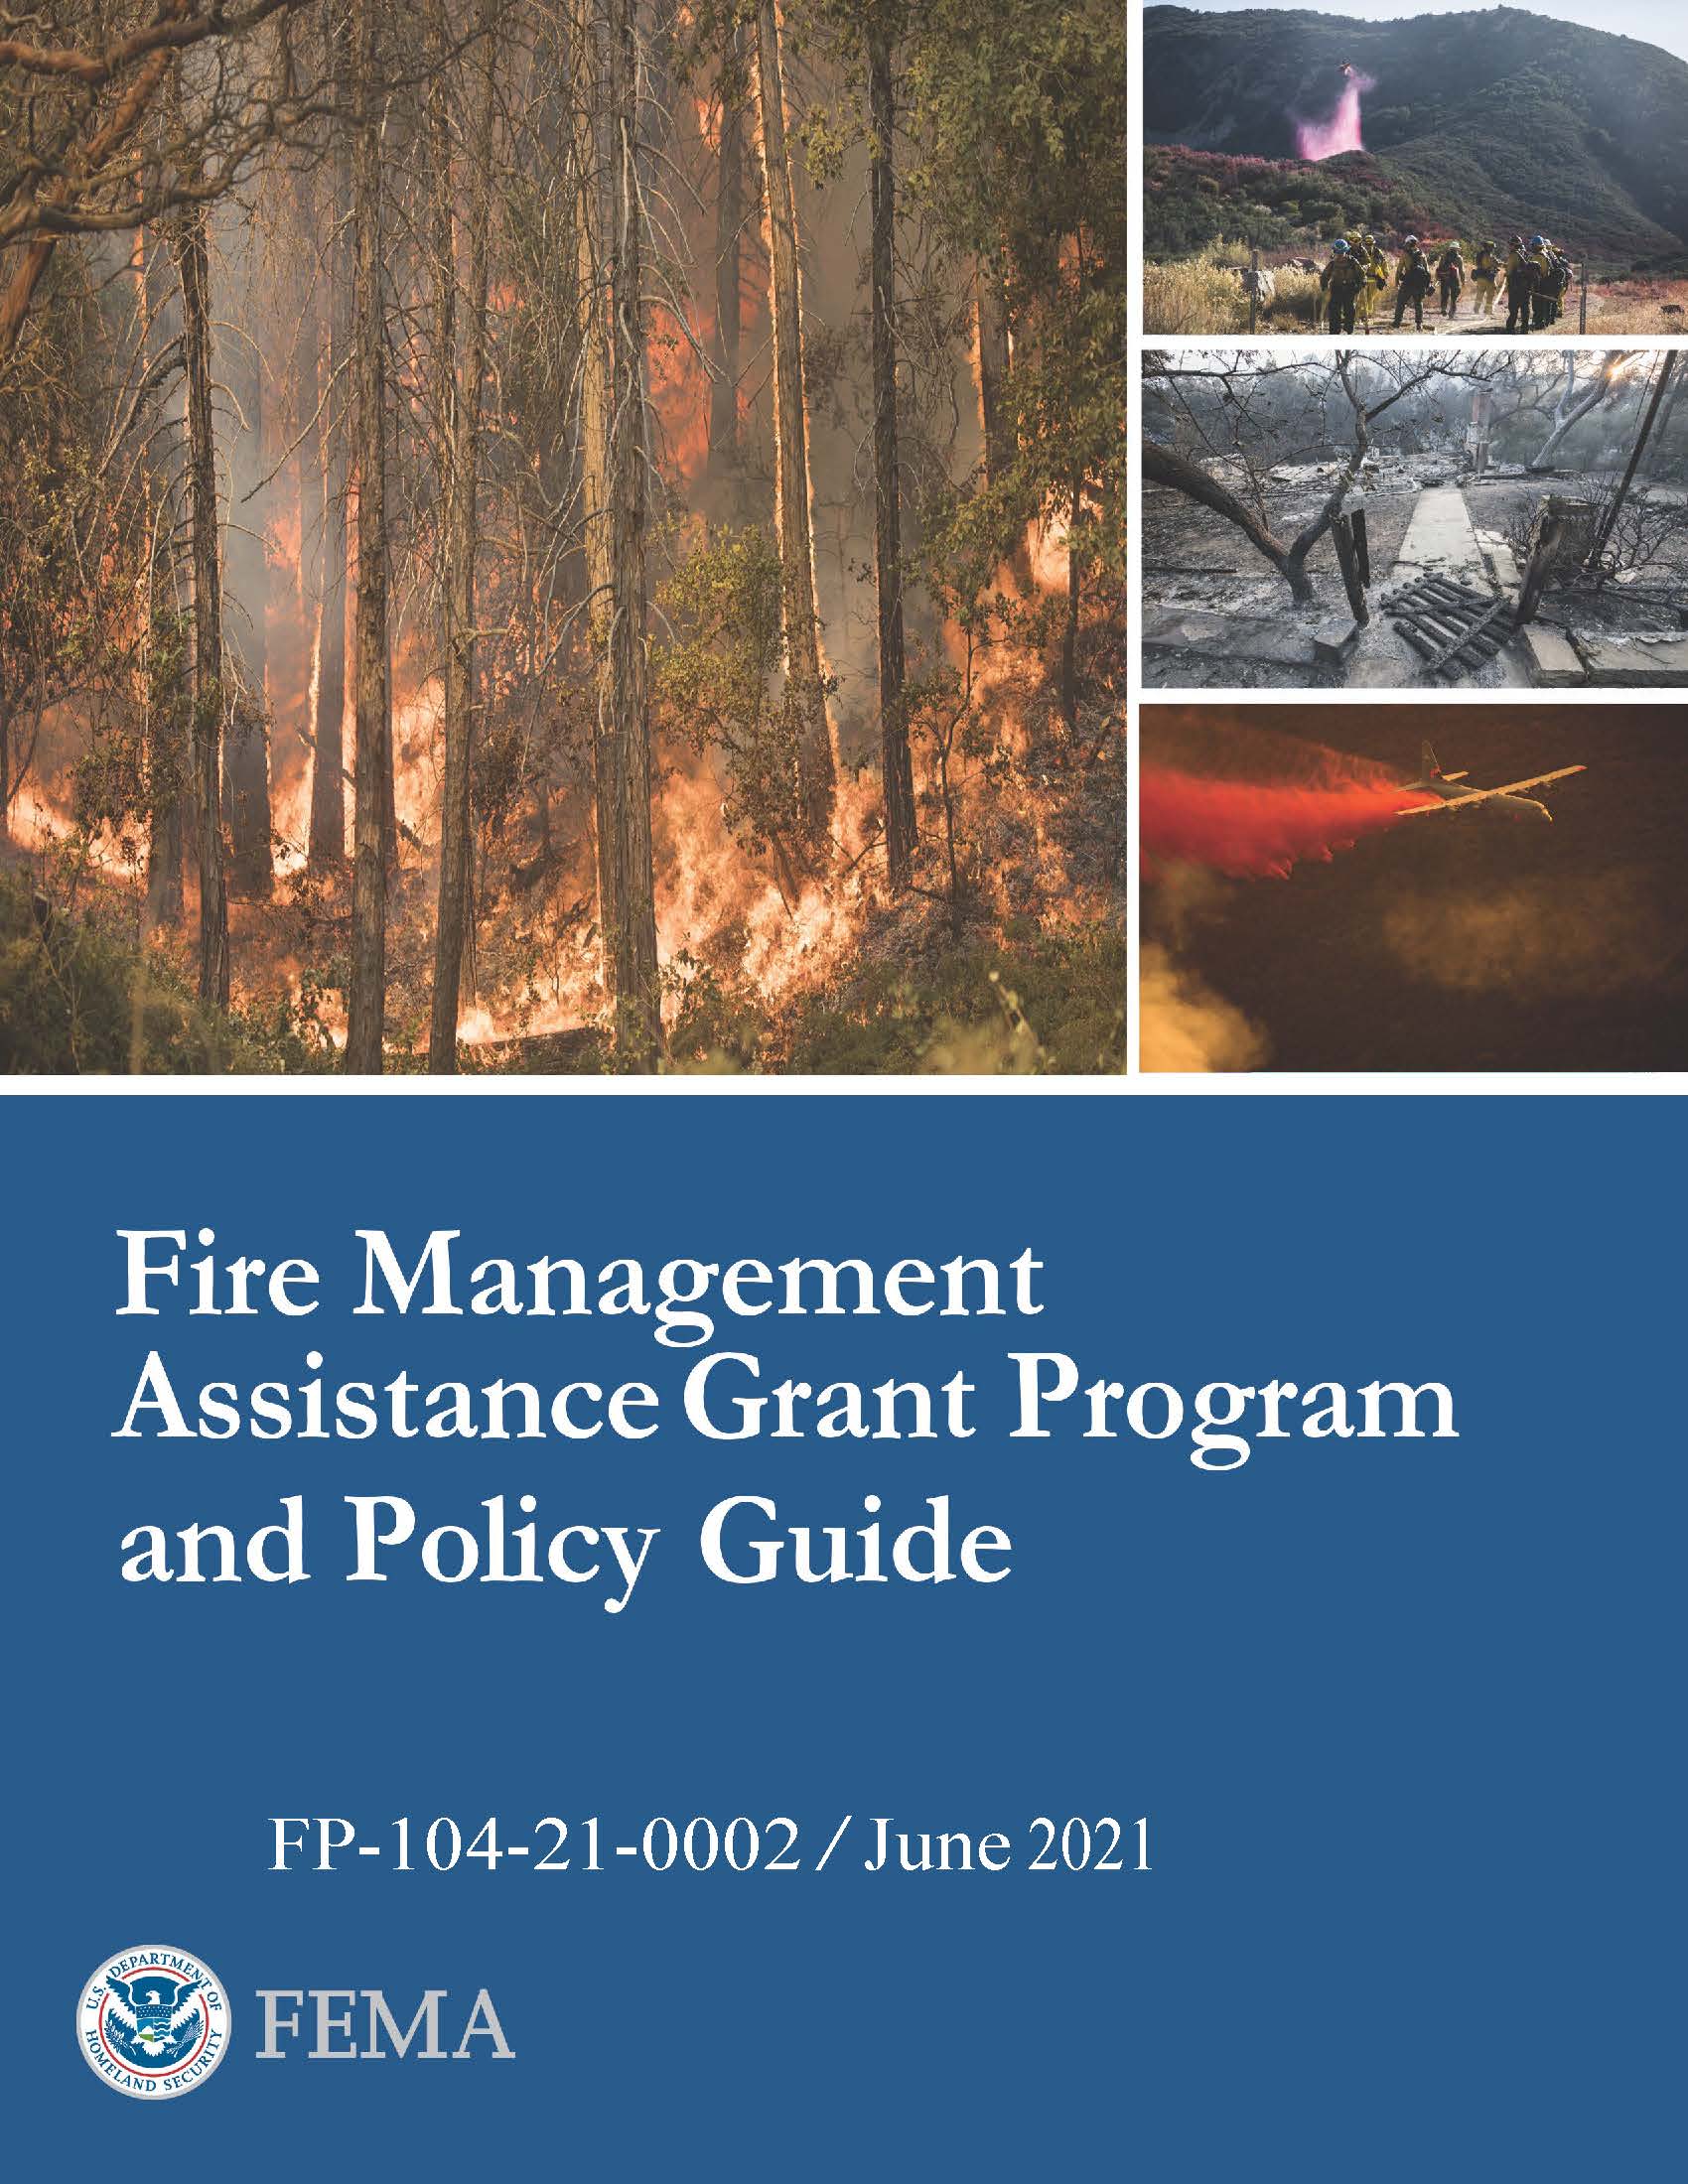 Fire Management
Assistance Grant Program
and Policy Guide
FP-104-21-0002 / June 2021
U.S. DEPARTMENT OF
HOMELAND SECURITY
FEMA